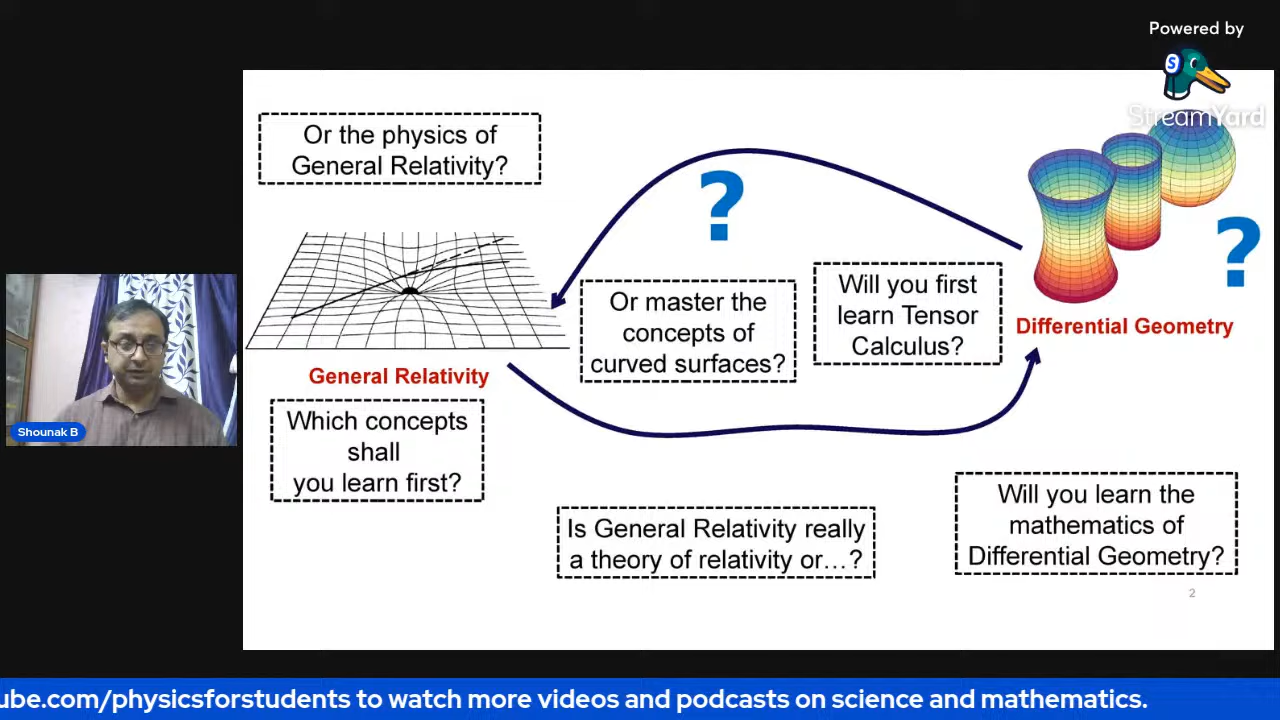 Powered by
StreamYard
Or the physics of
General Relativity?
?
?
Or master the
concepts of
curved surfaces?
Will you first
learn Tensor
Calculus?
Differential Geometry
General Relativity
Which concepts
shall
you learn first?
Shounak B
Is General Relativity really
a theory of relativity or…?
Will you learn the
mathematics of
Differential Geometry?
2
ube.com/physicsforstudents to watch more videos and podcasts on science and mathematics.